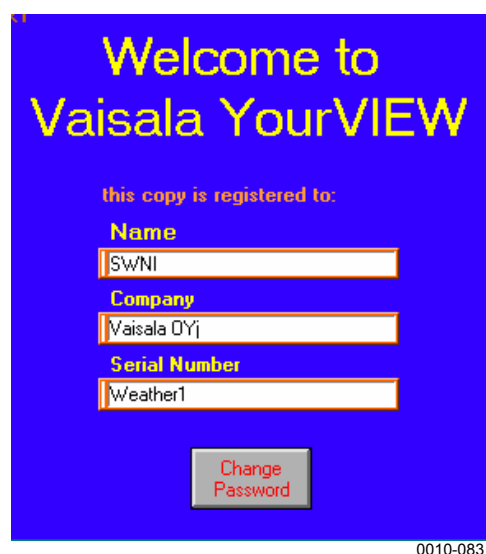 Welcome to
Vaisala YourVIEW
this copy is registered to:
Name
SWNI
Company
Vaisala OYj
Serial Number
Weather1
Change
Password
0010-083